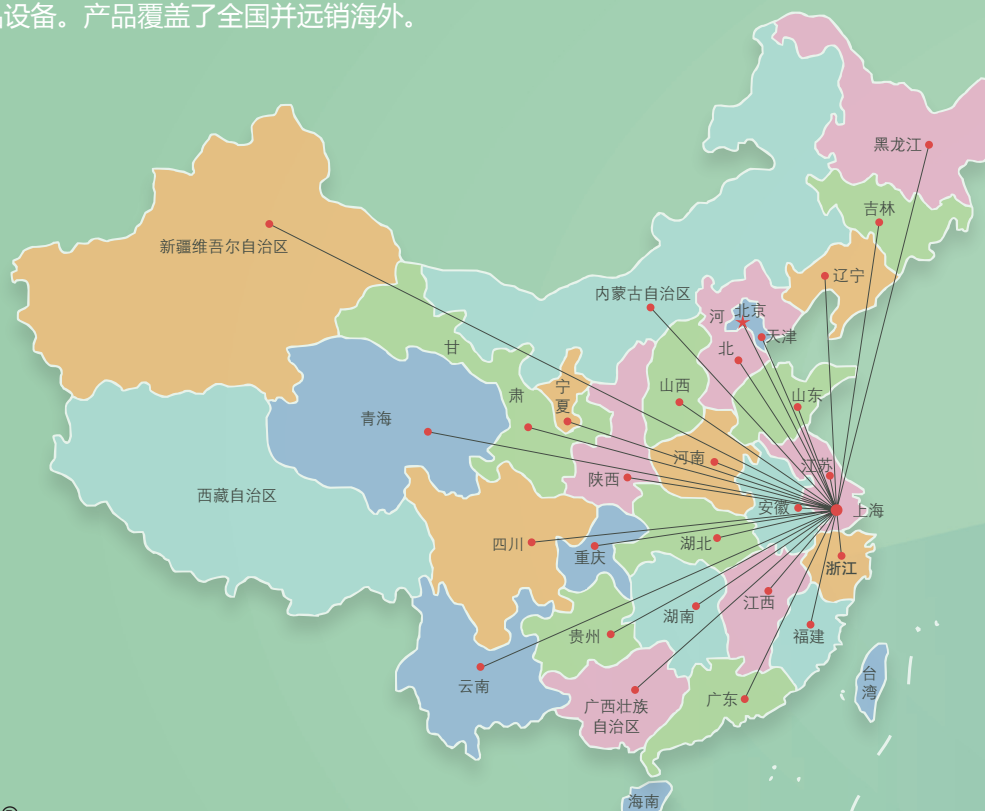 设备。产品覆盖了全国并远销海外。
黑龙江
吉林
新疆维吾尔自治区
辽宁
内蒙古自治区
北京
河
天津
甘
北
宁
夏
山西
肃
山东
青海
河南
江苏
陕西
西藏自治区
安徽
上海
四川
湖北
重庆
浙江
江西
湖南
贵州
福建
云南
台
湾
广东
广西壮族
自治区
海南